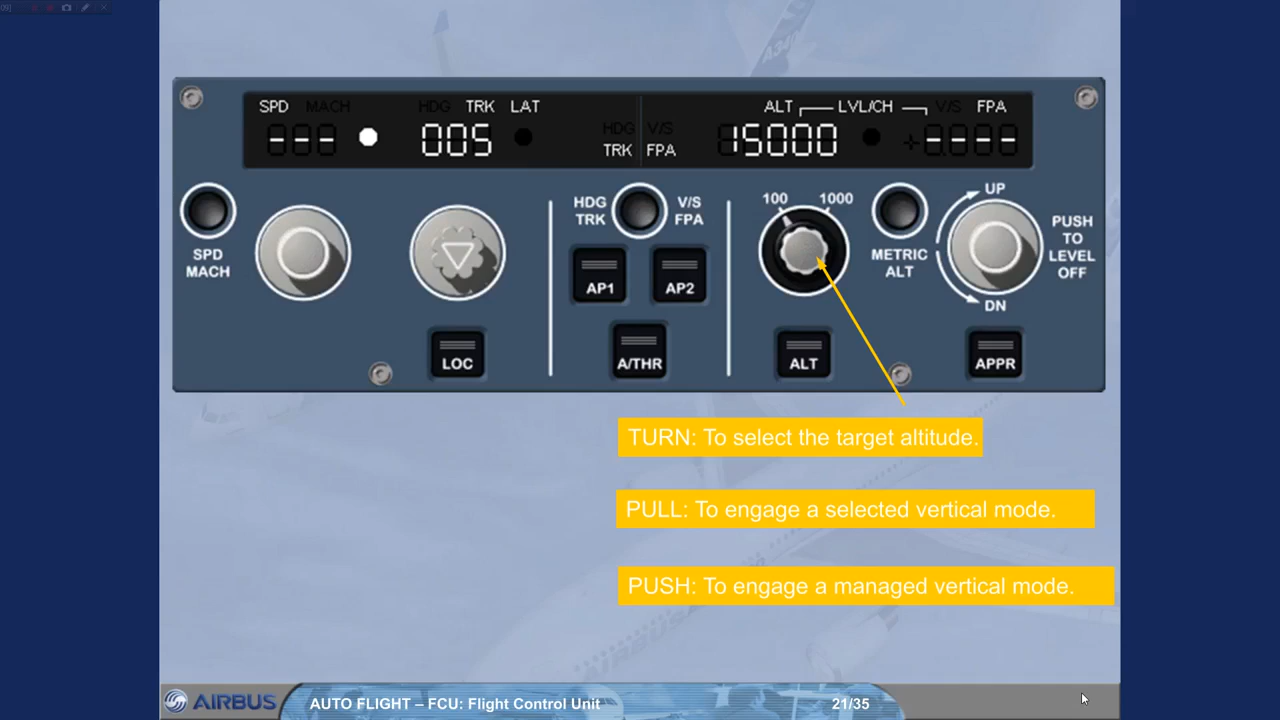 SPD MACH HDG TRK LAT ALT LVL/CH V/S FPA
--- 005 15000 ----
HDG V/S
TRK FPA
100 1000 UP
HDG V/S
TRK FPA
PUSH
TO
LEVEL
OFF
SPD
MACH
METRIC
ALT
AP1 AP2
DN
LOC A/THR ALT APPR
TURN: To select the target altitude.
PULL: To engage a selected vertical mode.
PUSH: To engage a managed vertical mode.
AIRBUS
AUTO FLIGHT – FCU: Flight Control Unit 21/35